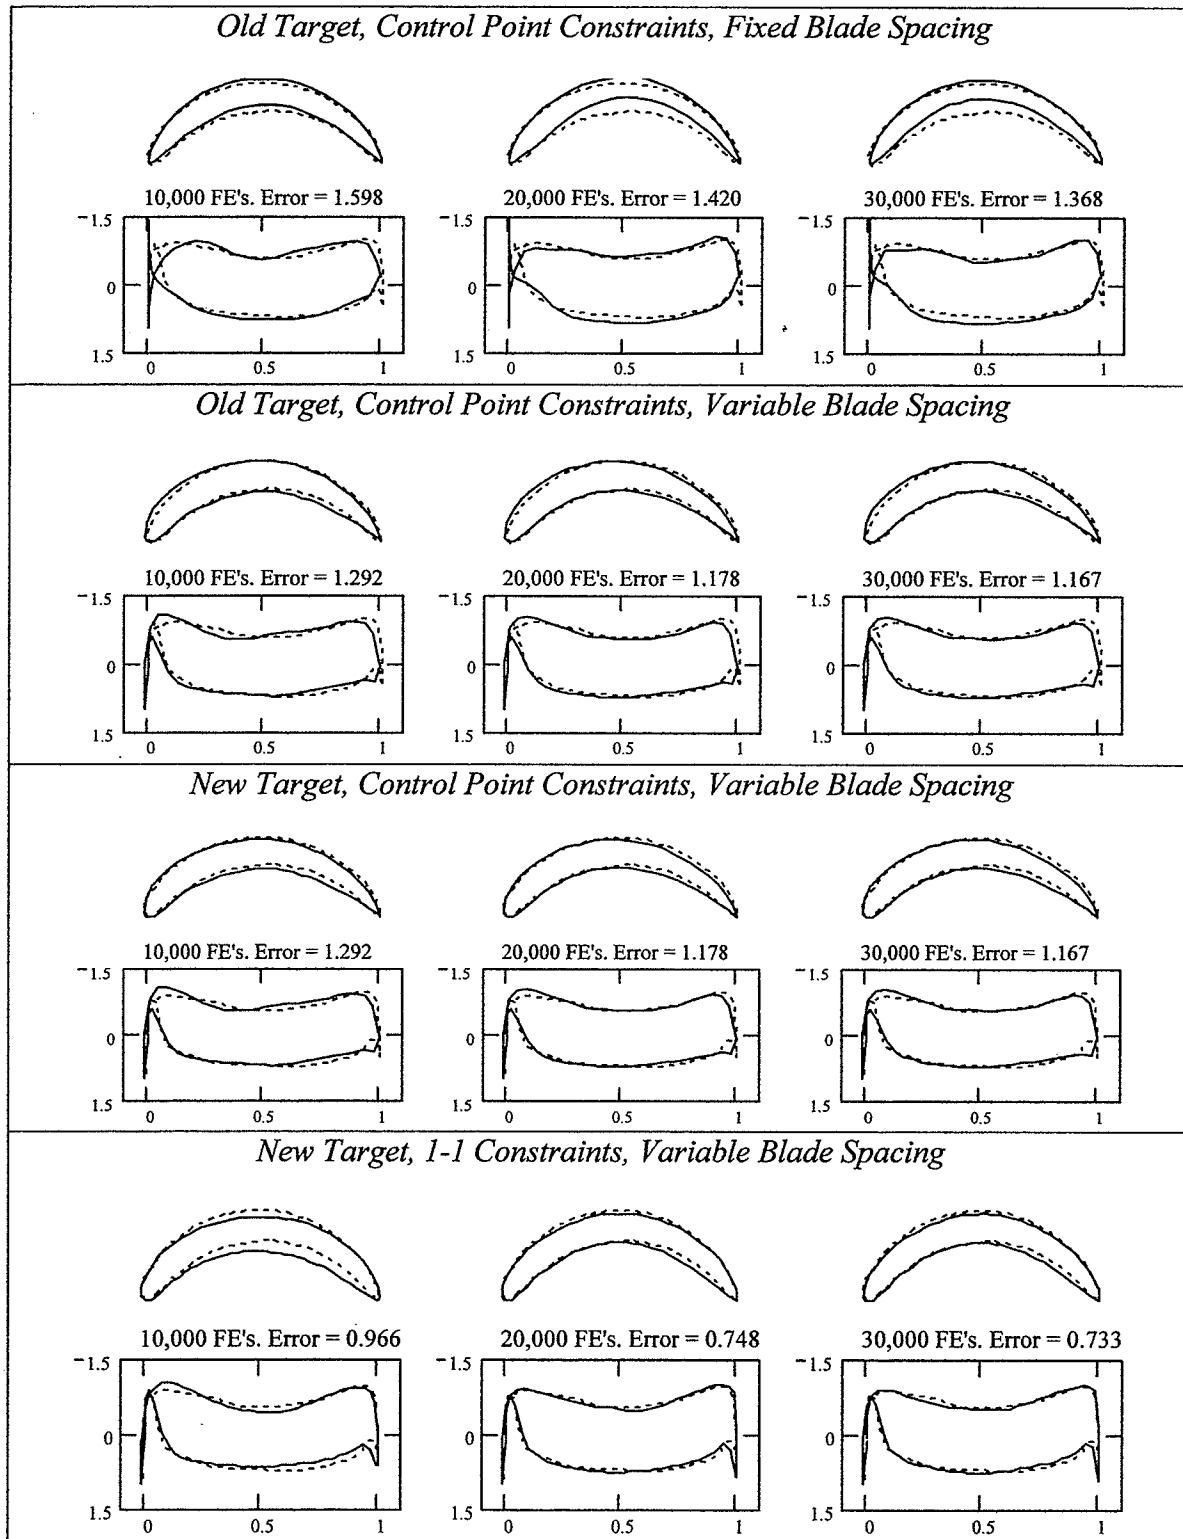 Old Target, Control Point Constraints, Fixed Blade Spacing
10,000 FE's. Error = 1.598
20,000 FE's. Error = 1.420
30,000 FE's. Error = 1.368
-1.5
0
1.5
0 0.5 1
-1.5
0
1.5
0 0.5 1
-1.5
0
1.5
0 0.5 1
Old Target, Control Point Constraints, Variable Blade Spacing
10,000 FE's. Error = 1.292
20,000 FE's. Error = 1.178
30,000 FE's. Error = 1.167
-1.5
0
1.5
0 0.5 1
-1.5
0
1.5
0 0.5 1
-1.5
0
1.5
0 0.5 1
New Target, Control Point Constraints, Variable Blade Spacing
10,000 FE's. Error = 1.292
20,000 FE's. Error = 1.178
30,000 FE's. Error = 1.167
-1.5
0
1.5
0 0.5 1
-1.5
0
1.5
0 0.5 1
-1.5
0
1.5
0 0.5 1
New Target, 1-1 Constraints, Variable Blade Spacing
10,000 FE's. Error = 0.966
20,000 FE's. Error = 0.748
30,000 FE's. Error = 0.733
-1.5
0
1.5
0 0.5 1
-1.5
0
1.5
0 0.5 1
-1.5
0
1.5
0 0.5 1